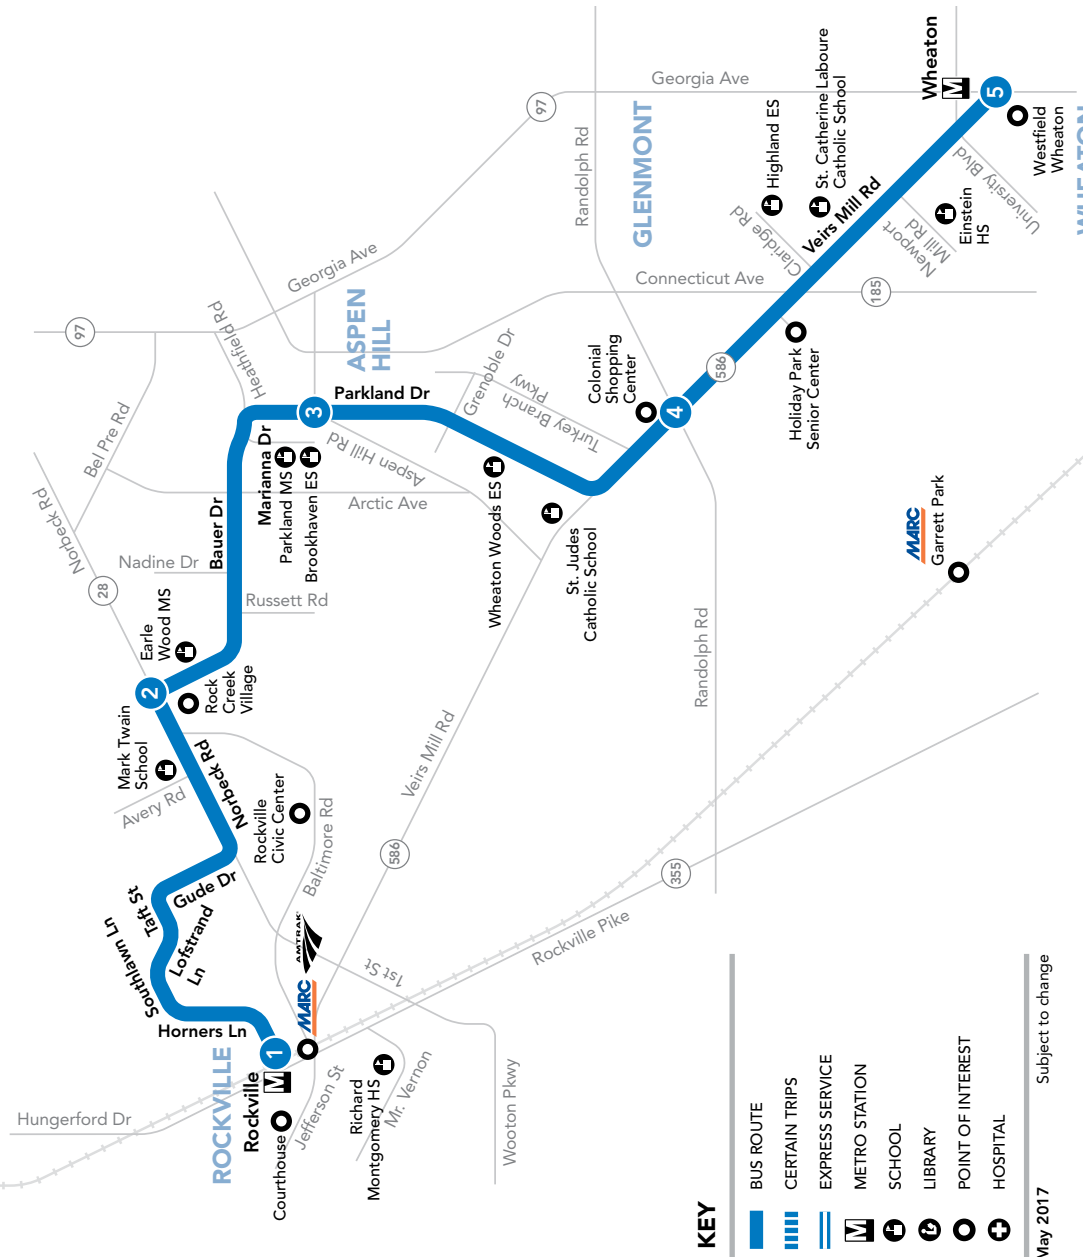 Georgia Ave
97
Randolph Rd
GLENMONT
Wheaton
M
5
Westfield
Wheaton
WHEATON
Highland ES
St. Catherine Laboure
Catholic School
Claridge Rd
Veirs Mill Rd
University Blvd
Newport
Mill Rd
Einstein
HS
Connecticut Ave
185
Georgia Ave
97
Heathfield Rd
ASPEN
HILL
3
Parkland Dr
Grenoble Dr
Turkey Branch
Pkwy
Colonial
Shopping
Center
4
586
Holiday Park
Senior Center
Bel Pre Rd
Norbeck Rd
28
Bauer Dr
Marianna Dr
Parkland MS
Brookhaven ES
Aspen Hill Rd
Arctic Ave
Nadine Dr
Russett Rd
Wheaton Woods ES
St. Judes
Catholic School
Randolph Rd
MARC
Garrett Park
Earle
Wood MS
2
Rock
Creek
Village
Mark Twain
School
Avery Rd
Norbeck Rd
Rockville
Civic Center
Baltimore Rd
Veirs Mill Rd
586
355
Rockville Pike
Gude Dr
Taft St
Lofstrand
Ln
Southlawn Ln
Horners Ln
1
AMTRAK
MARC
1st St
ROCKVILLE
Rockville
M
Courthouse
Hungerford Dr
Jefferson St
Richard
Montgomery HS
Mr. Vernon
Wooton Pkwy
KEY
BUS ROUTE
CERTAIN TRIPS
EXPRESS SERVICE
M METRO STATION
SCHOOL
LIBRARY
POINT OF INTEREST
HOSPITAL
May 2017 Subject to change